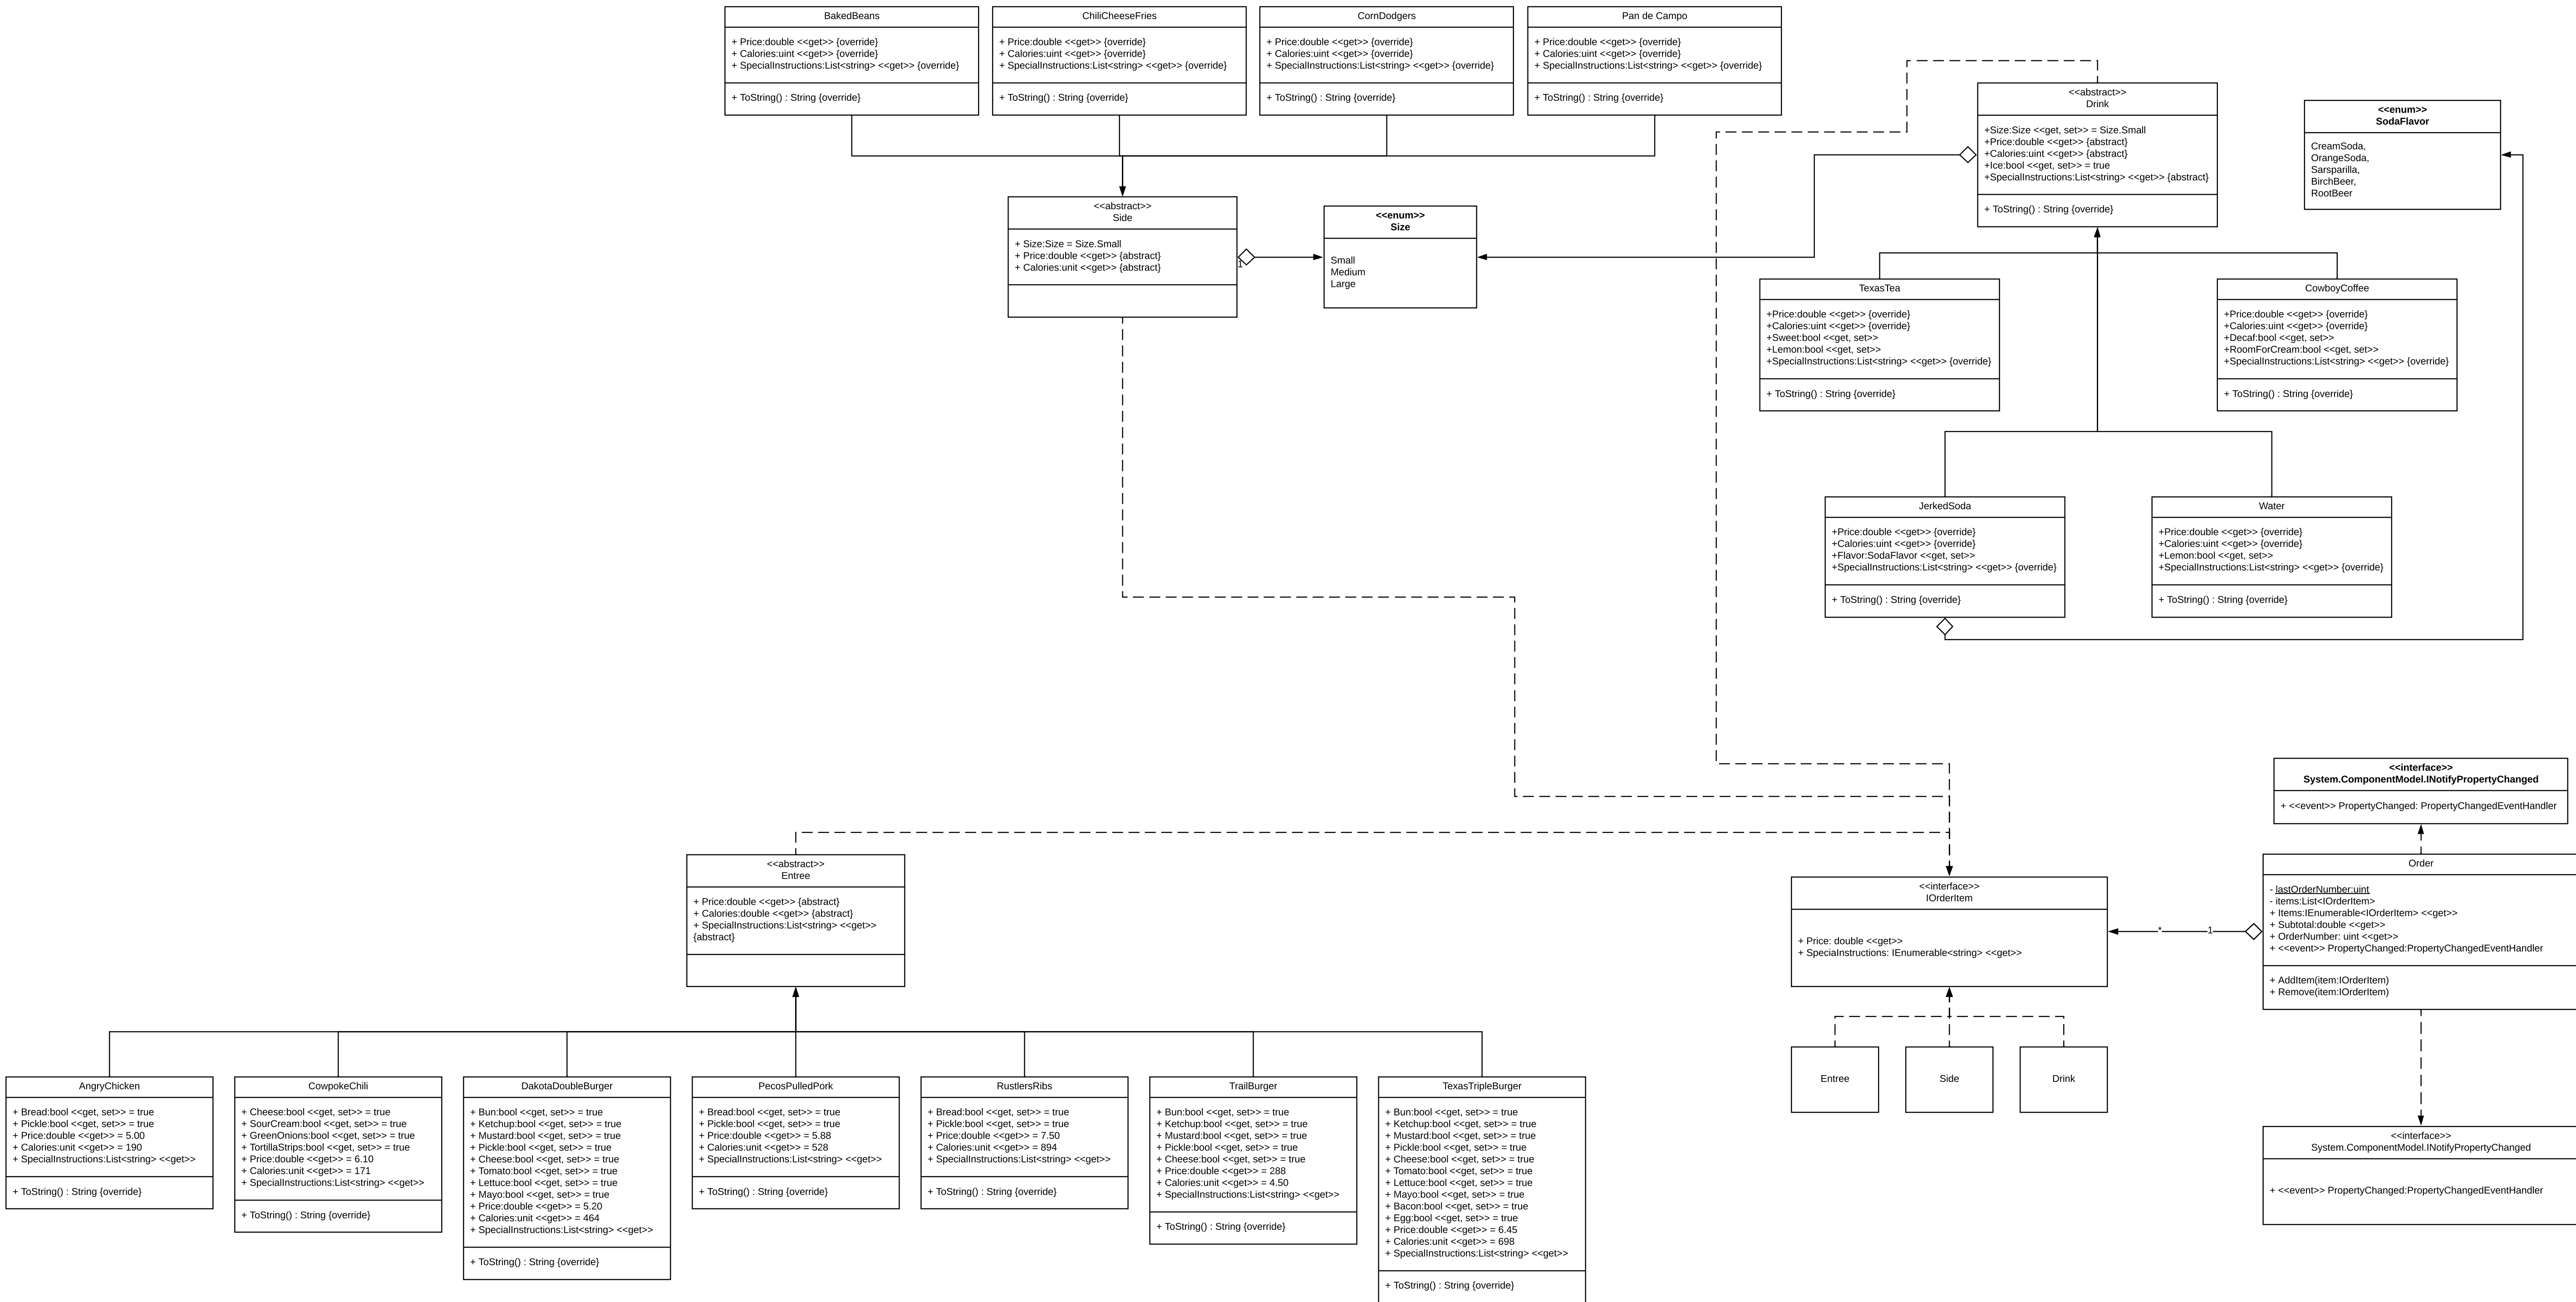 BakedBeans
+ Price:double <<get>> {override}
+ Calories:uint <<get>> {override}
+ SpecialInstructions:List<string> <<get>> {override}
+ ToString() : String {override}
ChiliCheeseFries
+ Price:double <<get>> {override}
+ Calories:uint <<get>> {override}
+ SpecialInstructions:List<string> <<get>> {override}
+ ToString() : String {override}
CornDodgers
+ Price:double <<get>> {override}
+ Calories:uint <<get>> {override}
+ SpecialInstructions:List<string> <<get>> {override}
+ ToString() : String {override}
Pan de Campo
+ Price:double <<get>> {override}
+ Calories:uint <<get>> {override}
+ SpecialInstructions:List<string> <<get>> {override}
+ ToString() : String {override}
<<abstract>>
Drink
+Size:Size <<get, set>> = Size.Small
+Price:double <<get>> {abstract}
+Calories:uint <<get>> {abstract}
+Ice:bool <<get, set>> = true
+SpecialInstructions:List<string> <<get>> {abstract}
+ ToString() : String {override}
<<enum>>
SodaFlavor
CreamSoda,
OrangeSoda,
Sarsparilla,
BirchBeer,
RootBeer
<<abstract>>
Side
+ Size:Size = Size.Small
+ Price:double <<get>> {abstract}
+ Calories:unit <<get>> {abstract}
1
<<enum>>
Size
Small
Medium
Large
TexasTea
+Price:double <<get>> {override}
+Calories:uint <<get>> {override}
+Sweet:bool <<get, set>>
+Lemon:bool <<get, set>>
+SpecialInstructions:List<string> <<get>> {override}
+ ToString() : String {override}
CowboyCoffee
+Price:double <<get>> {override}
+Calories:uint <<get>> {override}
+Decaf:bool <<get, set>>
+RoomForCream:bool <<get, set>>
+SpecialInstructions:List<string> <<get>> {override}
+ ToString() : String {override}
JerkedSoda
+Price:double <<get>> {override}
+Calories:uint <<get>> {override}
+Flavor:SodaFlavor <<get, set>>
+SpecialInstructions:List<string> <<get>> {override}
+ ToString() : String {override}
Water
+Price:double <<get>> {override}
+Calories:uint <<get>> {override}
+Lemon:bool <<get, set>>
+SpecialInstructions:List<string> <<get>> {override}
+ ToString() : String {override}
<<interface>>
System.ComponentModel.INotifyPropertyChanged
+ <<event>> PropertyChanged: PropertyChangedEventHandler
<<abstract>>
Entree
+ Price:double <<get>> {abstract}
+ Calories:double <<get>> {abstract}
+ SpecialInstructions:List<string> <<get>>
{abstract}
<<interface>>
IOrderItem
+ Price: double <<get>>
+ SpeciaInstructions: IEnumerable<string> <<get>>
* 1
Order
- lastOrderNumber:uint
- items:List<IOrderItem>
+ Items:IEnumerable<IOrderItem> <<get>>
+ Subtotal:double <<get>>
+ OrderNumber: uint <<get>>
+ <<event>> PropertyChanged:PropertyChangedEventHandler
+ AddItem(item:IOrderItem)
+ Remove(item:IOrderItem)
Entree
Side
Drink
<<interface>>
System.ComponentModel.INotifyPropertyChanged
+ <<event>> PropertyChanged:PropertyChangedEventHandler
AngryChicken
+ Bread:bool <<get, set>> = true
+ Pickle:bool <<get, set>> = true
+ Price:double <<get>> = 5.00
+ Calories:unit <<get>> = 190
+ SpecialInstructions:List<string> <<get>>
+ ToString() : String {override}
CowpokeChili
+ Cheese:bool <<get, set>> = true
+ SourCream:bool <<get, set>> = true
+ GreenOnions:bool <<get, set>> = true
+ TortillaStrips:bool <<get, set>> = true
+ Price:double <<get>> = 6.10
+ Calories:unit <<get>> = 171
+ SpecialInstructions:List<string> <<get>>
+ ToString() : String {override}
DakotaDoubleBurger
+ Bun:bool <<get, set>> = true
+ Ketchup:bool <<get, set>> = true
+ Mustard:bool <<get, set>> = true
+ Pickle:bool <<get, set>> = true
+ Cheese:bool <<get, set>> = true
+ Tomato:bool <<get, set>> = true
+ Lettuce:bool <<get, set>> = true
+ Mayo:bool <<get, set>> = true
+ Price:double <<get>> = 5.20
+ Calories:unit <<get>> = 464
+ SpecialInstructions:List<string> <<get>>
+ ToString() : String {override}
PecosPulledPork
+ Bread:bool <<get, set>> = true
+ Pickle:bool <<get, set>> = true
+ Price:double <<get>> = 5.88
+ Calories:unit <<get>> = 528
+ SpecialInstructions:List<string> <<get>>
+ ToString() : String {override}
RustlersRibs
+ Bread:bool <<get, set>> = true
+ Pickle:bool <<get, set>> = true
+ Price:double <<get>> = 7.50
+ Calories:unit <<get>> = 894
+ SpecialInstructions:List<string> <<get>>
+ ToString() : String {override}
TrailBurger
+ Bun:bool <<get, set>> = true
+ Ketchup:bool <<get, set>> = true
+ Mustard:bool <<get, set>> = true
+ Pickle:bool <<get, set>> = true
+ Cheese:bool <<get, set>> = true
+ Price:double <<get>> = 288
+ Calories:unit <<get>> = 4.50
+ SpecialInstructions:List<string> <<get>>
+ ToString() : String {override}
TexasTripleBurger
+ Bun:bool <<get, set>> = true
+ Ketchup:bool <<get, set>> = true
+ Mustard:bool <<get, set>> = true
+ Pickle:bool <<get, set>> = true
+ Cheese:bool <<get, set>> = true
+ Tomato:bool <<get, set>> = true
+ Lettuce:bool <<get, set>> = true
+ Mayo:bool <<get, set>> = true
+ Bacon:bool <<get, set>> = true
+ Egg:bool <<get, set>> = true
+ Price:double <<get>> = 6.45
+ Calories:unit <<get>> = 698
+ SpecialInstructions:List<string> <<get>>
+ ToString() : String {override}